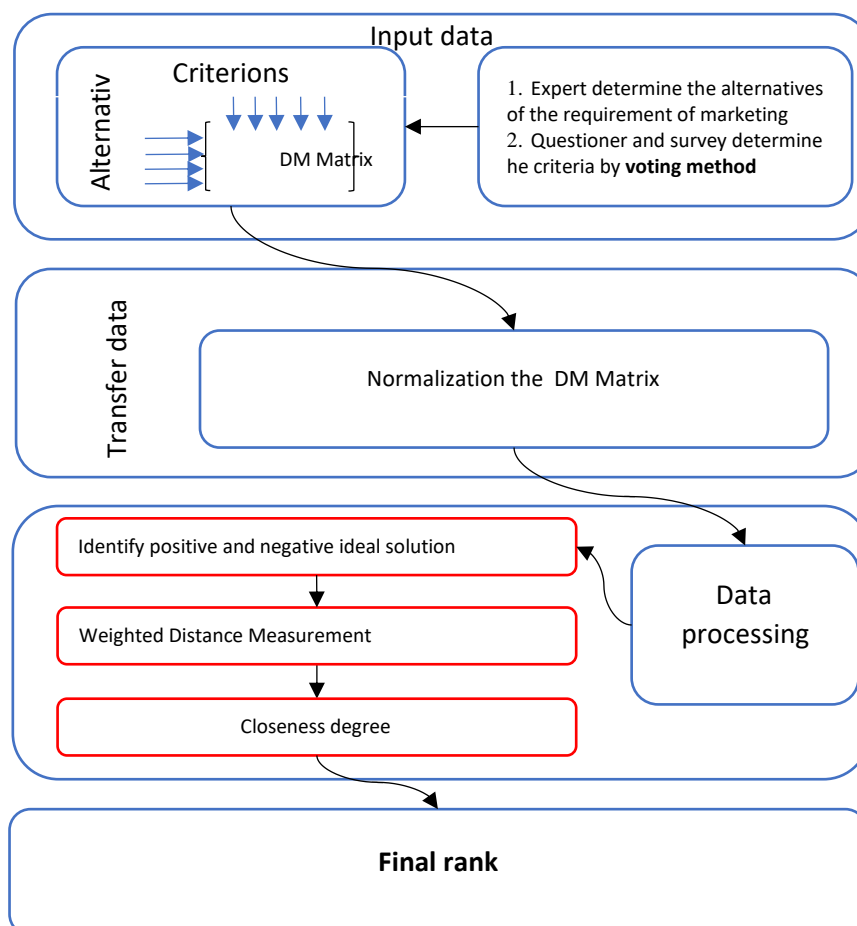 Input data
Criterions
Alternativ
DM Matrix
1. Expert determine the alternatives
of the requirement of marketing
2. Questioner and survey determine
he criteria by voting method
Transfer data
Normalization the DM Matrix
Identify positive and negative ideal solution
Weighted Distance Measurement
Closeness degree
Data
processing
Final rank